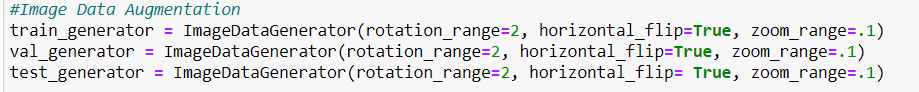 #Image Data Augmentation
train_generator = ImageDataGenerator(rotation_range=2, horizontal_flip=True, zoom_range=.1)
val_generator = ImageDataGenerator(rotation_range=2, horizontal_flip=True, zoom_range=.1)
test_generator = ImageDataGenerator(rotation_range=2, horizontal_flip= True, zoom_range=.1)